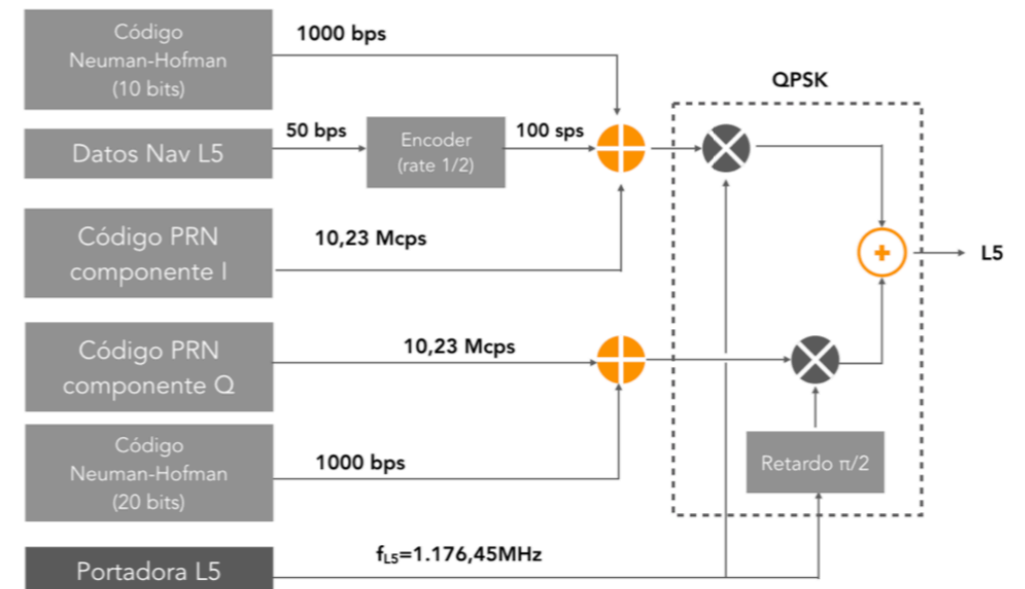 Código
Neuman-Hofman
(10 bits)
1000 bps
QPSK
Datos Nav L5
50 bps
Encoder
(rate 1/2)
100 sps
Código PRN
componente I
10,23 Mcps
+
L5
Código PRN
componente Q
10,23 Mcps
Código
Neuman-Hofman
(20 bits)
1000 bps
Retardo π/2
Portadora L5
fL5=1.176,45MHz